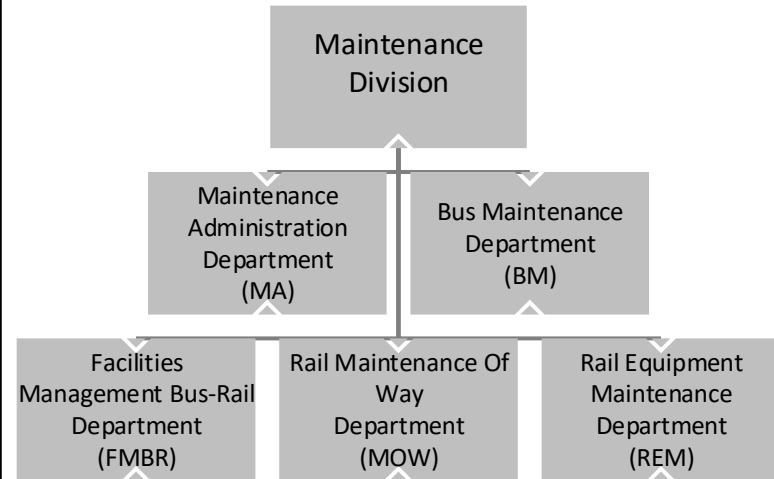 Maintenance
Division
Maintenance
Administration
Department
(MA)
Bus Maintenance
Department
(BM)
Facilities
Management Bus-Rail
Department
(FMBR)
Rail Maintenance Of
Way
Department
(MOW)
Rail Equipment
Maintenance
Department
(REM)